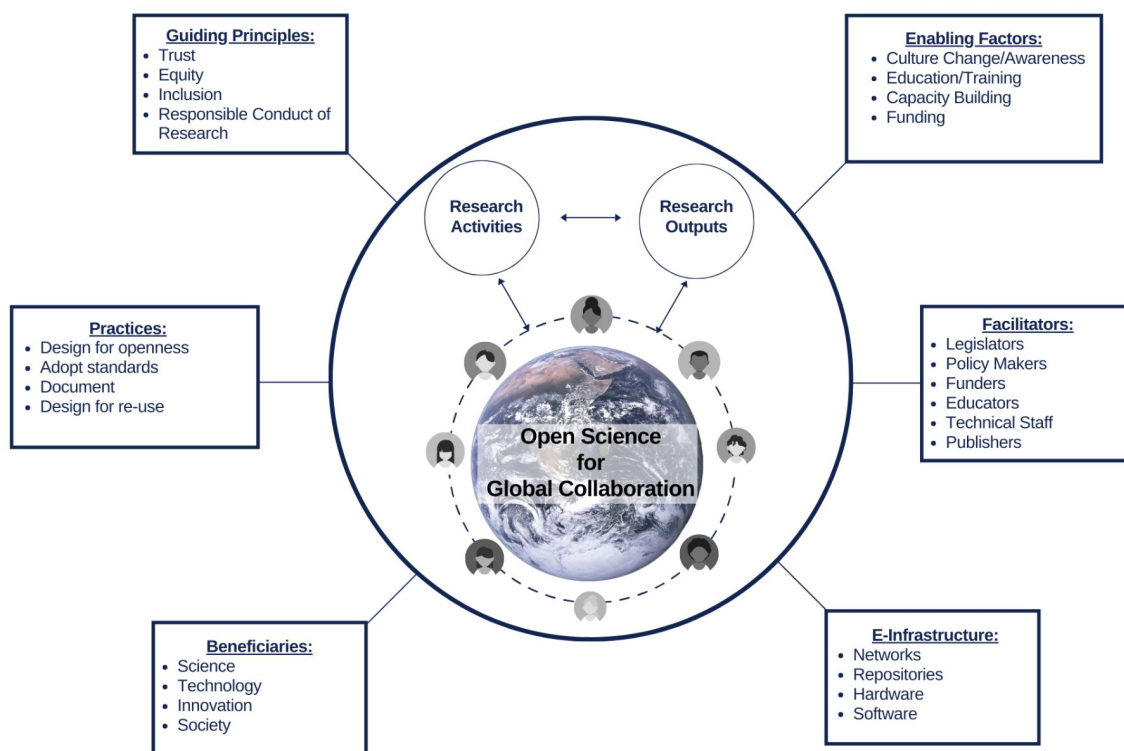 Guiding Principles:
• Trust
• Equity
• Inclusion
• Responsible Conduct of
Research
Enabling Factors:
• Culture Change/Awareness
• Education/Training
• Capacity Building
• Funding
Research
Activities
Research
Outputs
Practices:
• Design for openness
• Adopt standards
• Document
• Design for re-use
Facilitators:
• Legislators
• Policy Makers
• Funders
• Educators
• Technical Staff
• Publishers
Open Science
for
Global Collaboration
Beneficiaries:
• Science
• Technology
• Innovation
• Society
E-Infrastructure:
• Networks
• Repositories
• Hardware
• Software